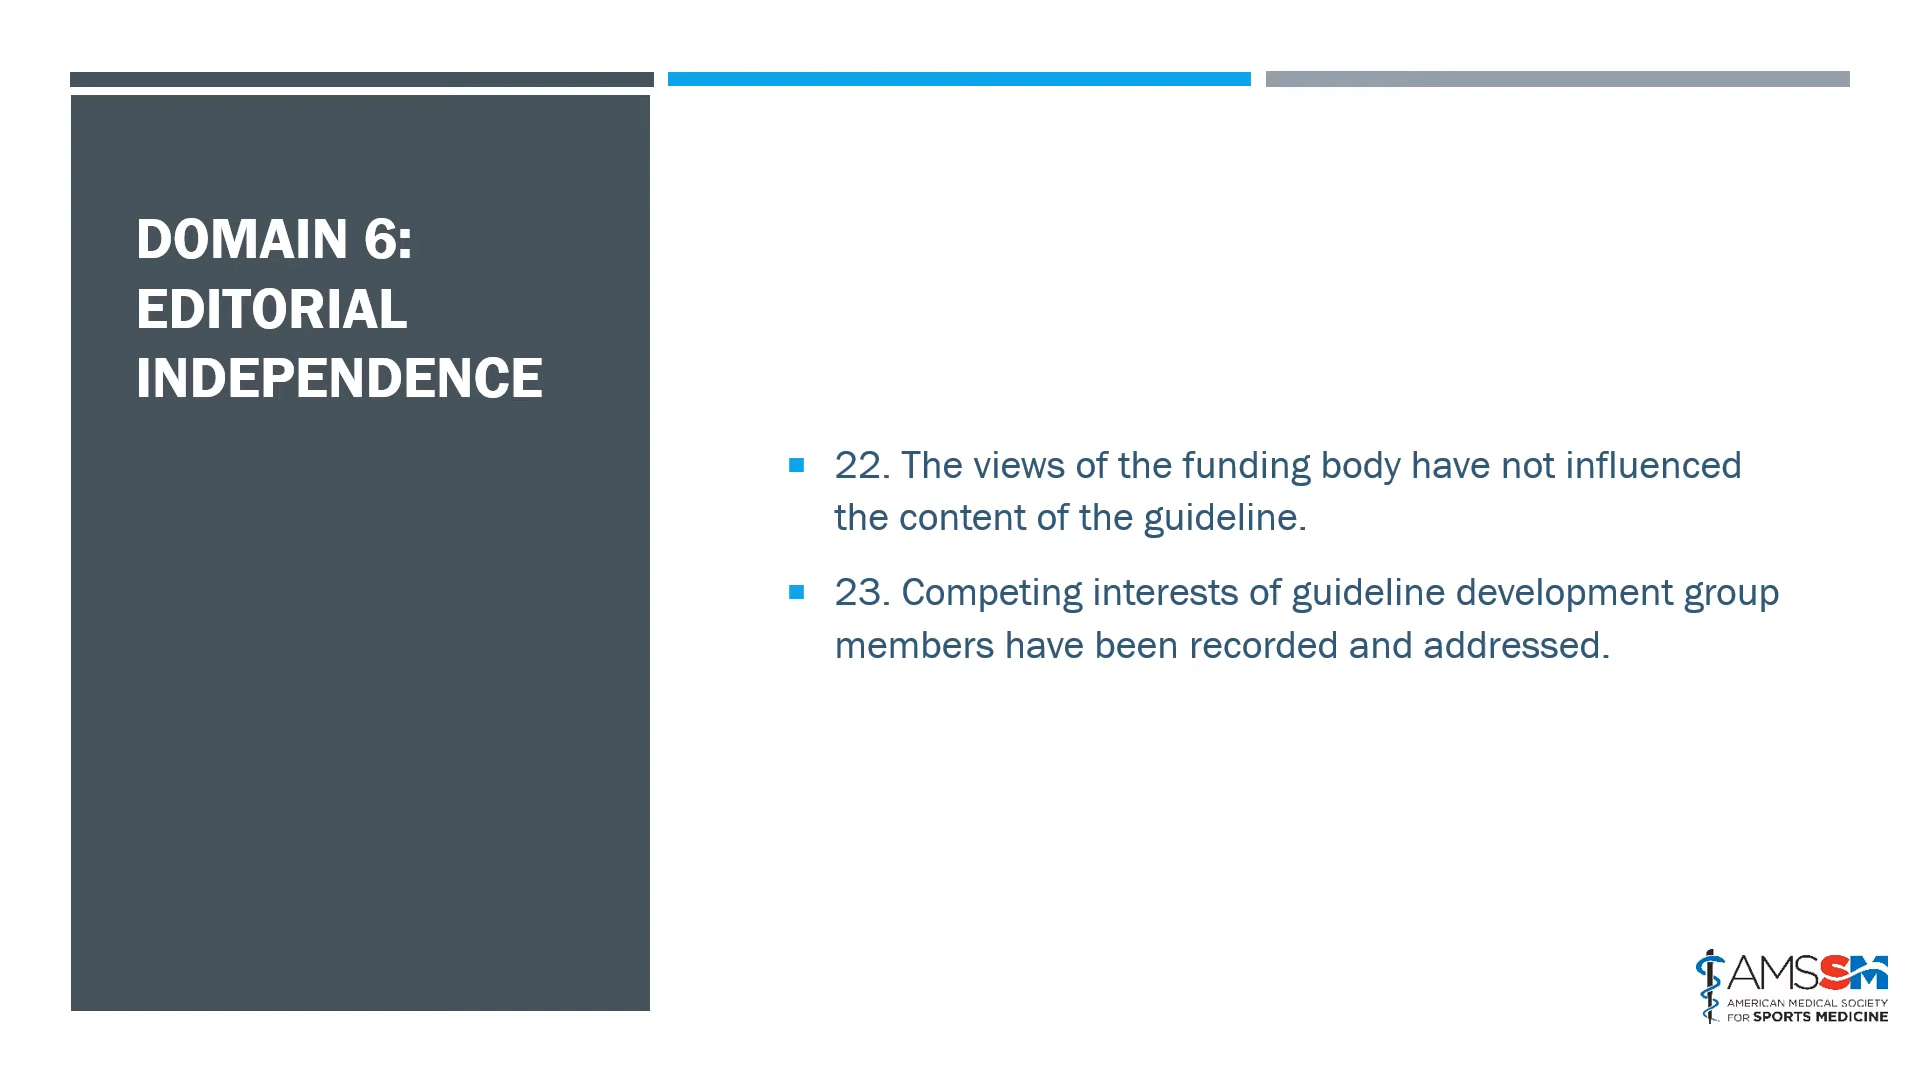 DOMAIN 6:
EDITORIAL
INDEPENDENCE
22. The views of the funding body have not influenced
the content of the guideline.
23. Competing interests of guideline development group
members have been recorded and addressed.
AMSSM
AMERICAN MEDICAL SOCIETY
FOR SPORTS MEDICINE